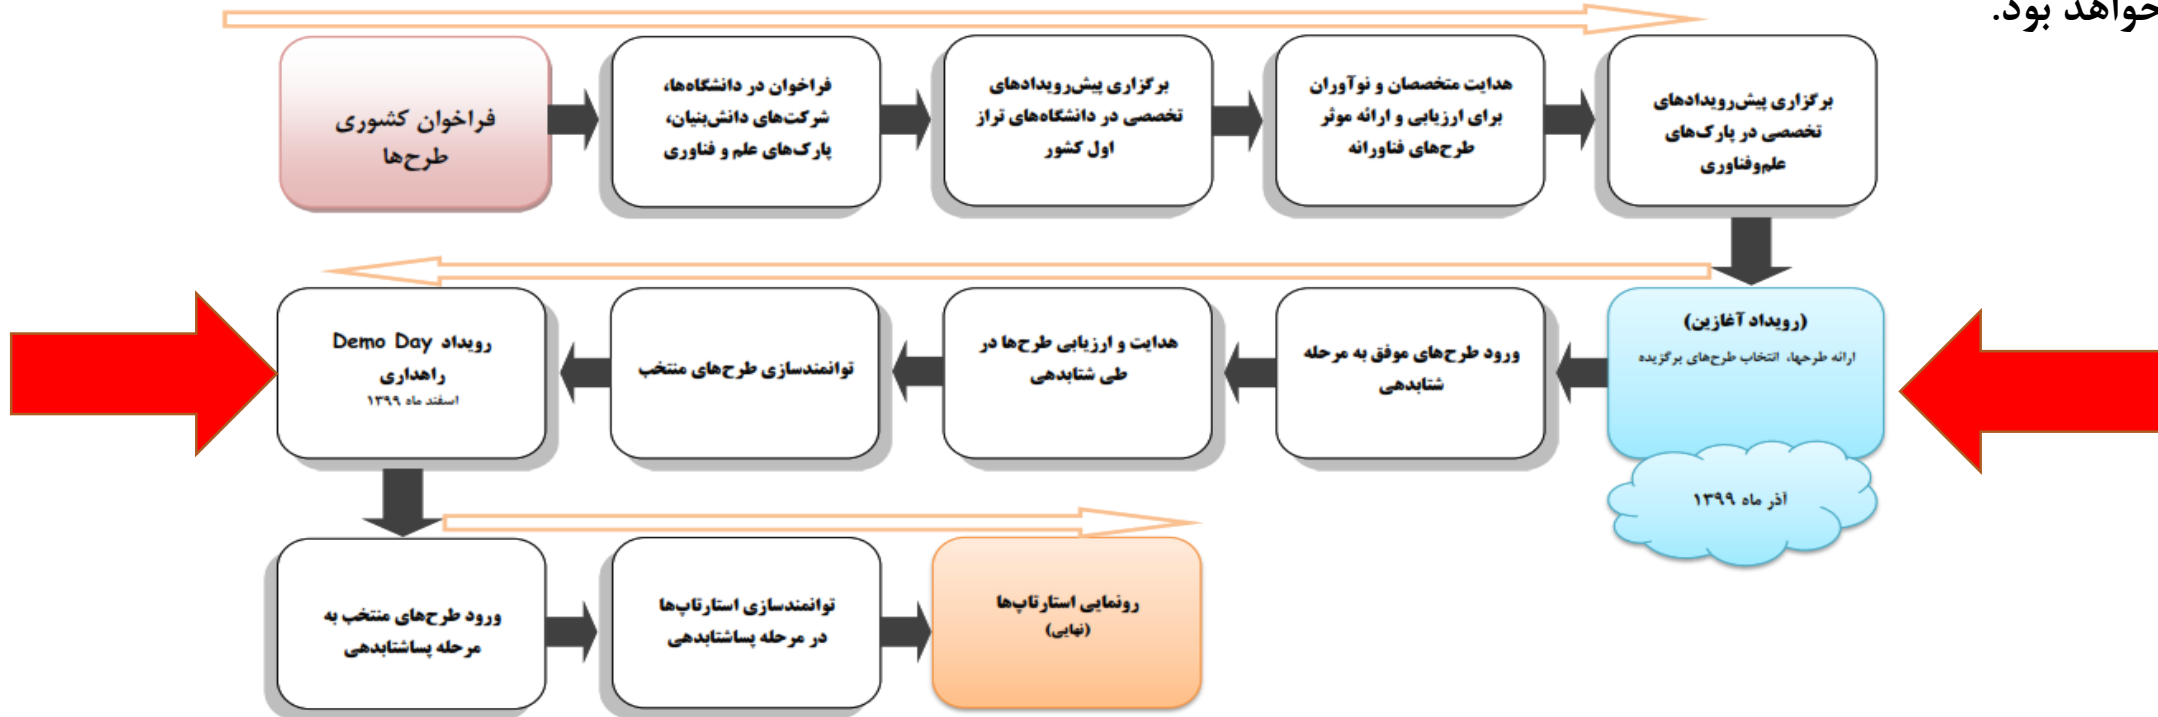 خواهد بود.
فراخوان کشوری
طرح‌ها
فراخوان در دانشگاه‌ها،
شرکت‌های دانش‌بنیان،
پارک‌های علم و فناوری
برگزاری پیش‌رویدادهای
تخصصی در دانشگاه‌های تراز
اول کشور
هدایت متخصصان و نوآوران
برای ارزیابی و ارائه موثر
طرح‌های فناورانه
برگزاری پیش‌رویدادهای
تخصصی در پارک‌های
علم‌وفناوری
(رویداد آغازین)
ارائه طرحها، انتخاب طرح‌های برگزیده
آذر ماه ۱۳۹۹
ورود طرح‌های موفق به مرحله
شتابدهی
هدایت و ارزیابی طرح‌ها در
طی شتابدهی
توانمندسازی طرح‌های منتخب
رویداد Demo Day
راهداری
اسفند ماه ۱۳۹۹
ورود طرح‌های منتخب به
مرحله پساشتابدهی
توانمندسازی استارتاپ‌ها
در مرحله پساشتابدهی
رونمایی استارتاپ‌ها
(نهایی)